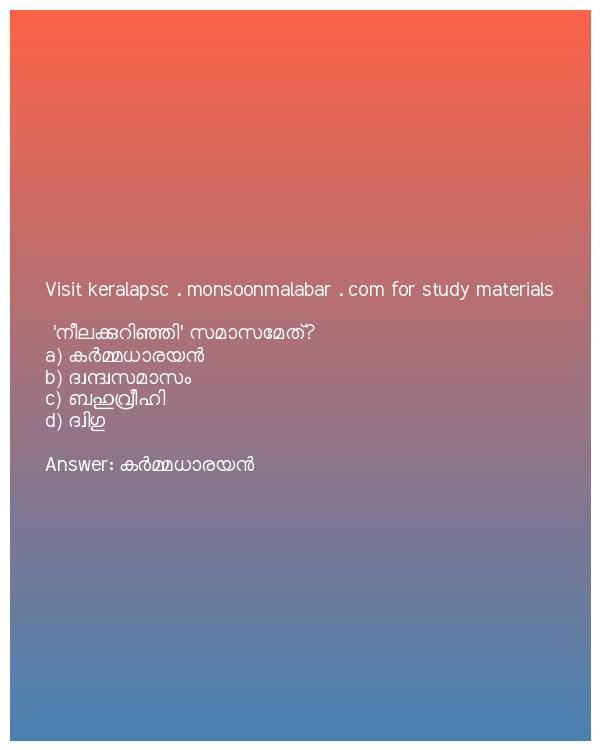 Visit keralapsc . monsoonmalabar . com for study materials
'നീലക്കുറിഞ്ഞി' സമാസമേത്?
a) കർമ്മധാരയൻ
b) ദ്വന്ദ്വസമാസം
c) ബഹുവ്രീഹി
d) ദ്വിഗു
Answer: കർമ്മധാരയൻ